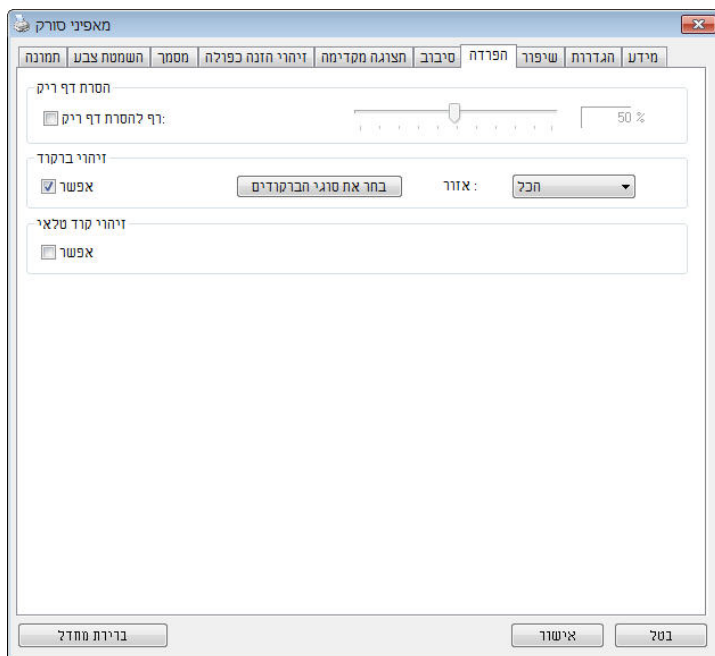 מאפיני סורק
תמונה השמטת צבע מסמך זיהוי הזנה כפולה תצוגה מקדימה סיבוב הפרדה שיפור הגדרות מידע
הסרת דף ריק
רף להסרת דף ריק: 50 %
זיהוי ברקוד
אפשר בחר את סוגי הברקודים אזור : הכל
זיהוי קוד טלאי
אפשר
ברירת מחדל אישור בטל